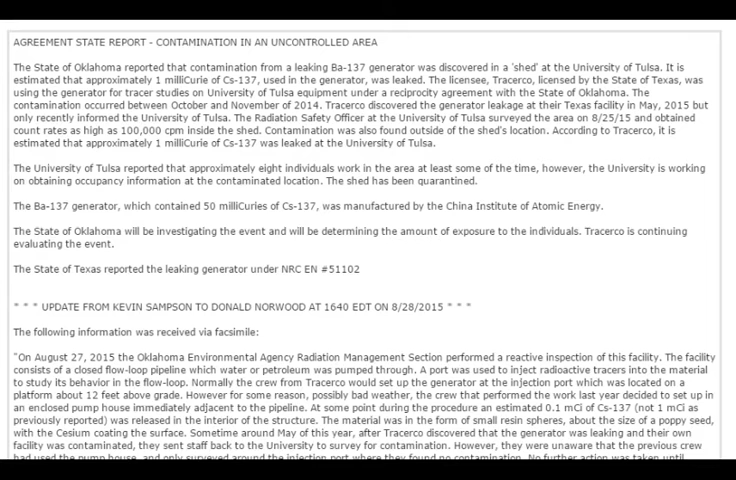 AGREEMENT STATE REPORT - CONTAMINATION IN AN UNCONTROLLED AREA
The State of Oklahoma reported that contamination from a leaking Ba-137 generator was discovered in a 'shed' at the University of Tulsa. It is
estimated that approximately 1 milliCurie of Cs-137, used in the generator, was leaked. The licensee, Tracerco, licensed by the State of Texas, was
using the generator for tracer studies on University of Tulsa equipment under a reciprocity agreement with the State of Oklahoma. The
contamination occurred between October and November of 2014. Tracerco discovered the generator leakage at their Texas facility in May, 2015 but
only recently informed the University of Tulsa. The Radiation Safety Officer at the University of Tulsa surveyed the area on 8/25/15 and obtained
count rates as high as 100,000 cpm inside the shed. Contamination was also found outside of the shed's location. According to Tracerco, it is
estimated that approximately 1 milliCurie of Cs-137 was leaked at the University of Tulsa.
The University of Tulsa reported that approximately eight individuals work in the area at least some of the time, however, the University is working
on obtaining occupancy information at the contaminated location. The shed has been quarantined.
The Ba-137 generator, which contained 50 milliCuries of Cs-137, was manufactured by the China Institute of Atomic Energy.
The State of Oklahoma will be investigating the event and will be determining the amount of exposure to the individuals. Tracerco is continuing
evaluating the event.
The State of Texas reported the leaking generator under NRC EN #51102
* * * UPDATE FROM KEVIN SAMPSON TO DONALD NORWOOD AT 1640 EDT ON 8/28/2015 * * *
The following information was received via facsimile:
"On August 27, 2015 the Oklahoma Environmental Agency Radiation Management Section performed a reactive inspection of this facility. The facility
consists of a closed flow-loop pipeline which water or petroleum was pumped through. A port was used to inject radioactive tracers into the material
to study its behavior in the flow-loop. Normally the crew from Tracerco would set up the generator at the injection port which was located on a
platform about 12 feet above grade. However for some reason, possibly bad weather, the crew that performed the work last year decided to set up in
an enclosed pump house immediately adjacent to the pipeline. At some point during the procedure an estimated 0.1 mCi of Cs-137 (not 1 mCi as
previously reported) was released in the interior of the structure. The material was in the form of small resin spheres, about the size of a poppy seed,
with the Cesium coating the surface. Sometime around May of this year, after Tracerco discovered that the generator was leaking and their own
facility was contaminated, they sent staff back to the University to survey for contamination. However, they were unaware that the previous crew
had used the pump house, and only surveyed around the injection port where they found no contamination. No further action was taken until